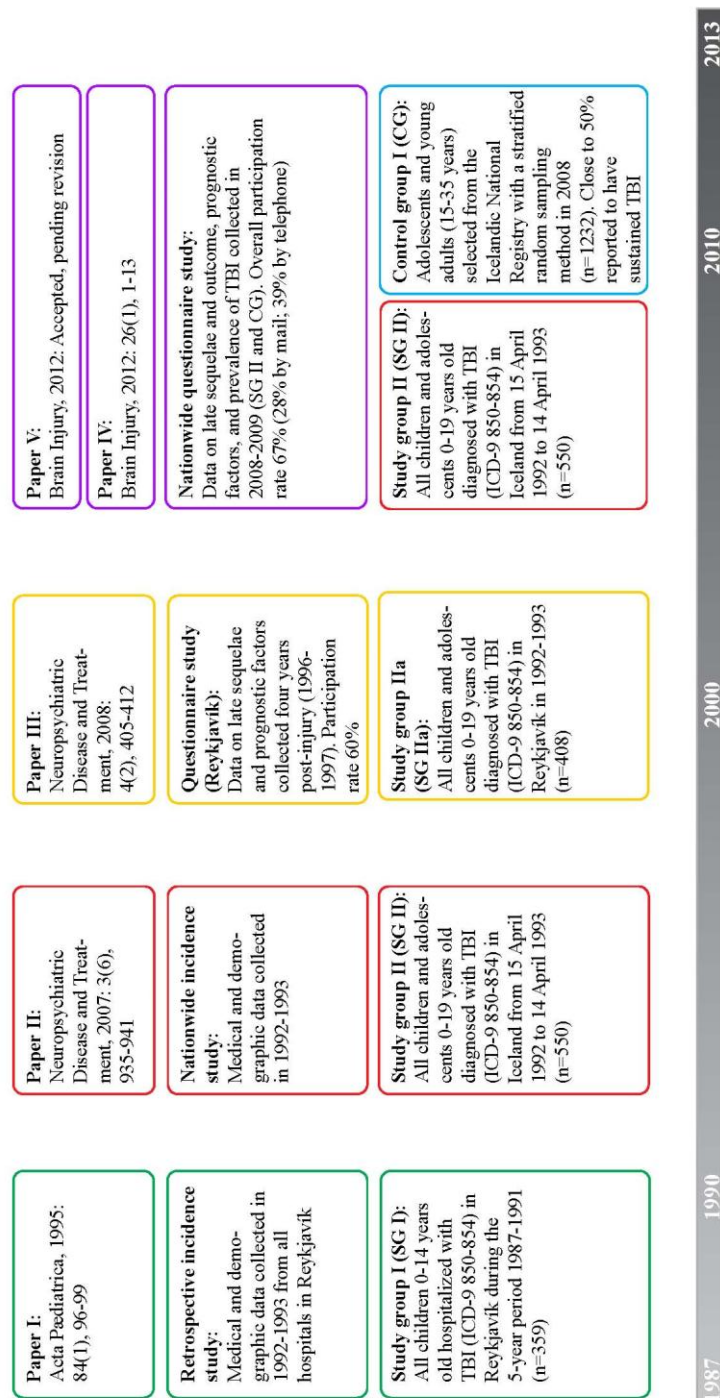 Paper I:
Acta Pædiatrica, 1995:
84(1), 96-99
Retrospective incidence
study:
Medical and demo-
graphic data collected in
1992-1993 from all
hospitals in Reykjavík
Study group I (SG I):
All children 0-14 years
old hospitalized with
TBI (ICD-9 850-854) in
Reykjavík during the
5-year period 1987-1991
(n=359)
Paper II:
Neuropsychiatric
Disease and Treat-
ment, 2007: 3(6),
935-941
Nationwide incidence
study:
Medical and demo-
graphic data collected
in 1992-1993
Study group II (SG II):
All children and adoles-
cents 0-19 years old
diagnosed with TBI
(ICD-9 850-854) in
Iceland from 15 April
1992 to 14 April 1993
(n=550)
Paper III:
Neuropsychiatric
Disease and Treat-
ment, 2008:
4(2), 405-412
Questionnaire study
(Reykjavík):
Data on late sequelae
and prognostic factors
collected four years
post-injury (1996-
1997). Participation
rate 60%
Study group IIa
(SG IIa):
All children and adoles-
cents 0-19 years old
diagnosed with TBI
(ICD-9 850-854) in
Reykjavík in 1992-1993
(n=408)
Paper V:
Brain Injury, 2012: Accepted, pending revision
Paper IV:
Brain Injury, 2012: 26(1), 1-13
Nationwide questionnaire study:
Data on late sequelae and outcome, prognostic
factors, and prevalence of TBI collected in
2008-2009 (SG II and CG). Overall participation
rate 67% (28% by mail; 39% by telephone)
Study group II (SG II):
All children and adoles-
cents 0-19 years old
diagnosed with TBI
(ICD-9 850-854) in
Iceland from 15 April
1992 to 14 April 1993
(n=550)
Control group I (CG):
Adolescents and young
adults (15-35 years)
selected from the
Icelandic National
Registry with a stratified
random sampling
method in 2008
(n=1232). Close to 50%
reported to have
sustained TBI
1987 1990 2000 2010 2013